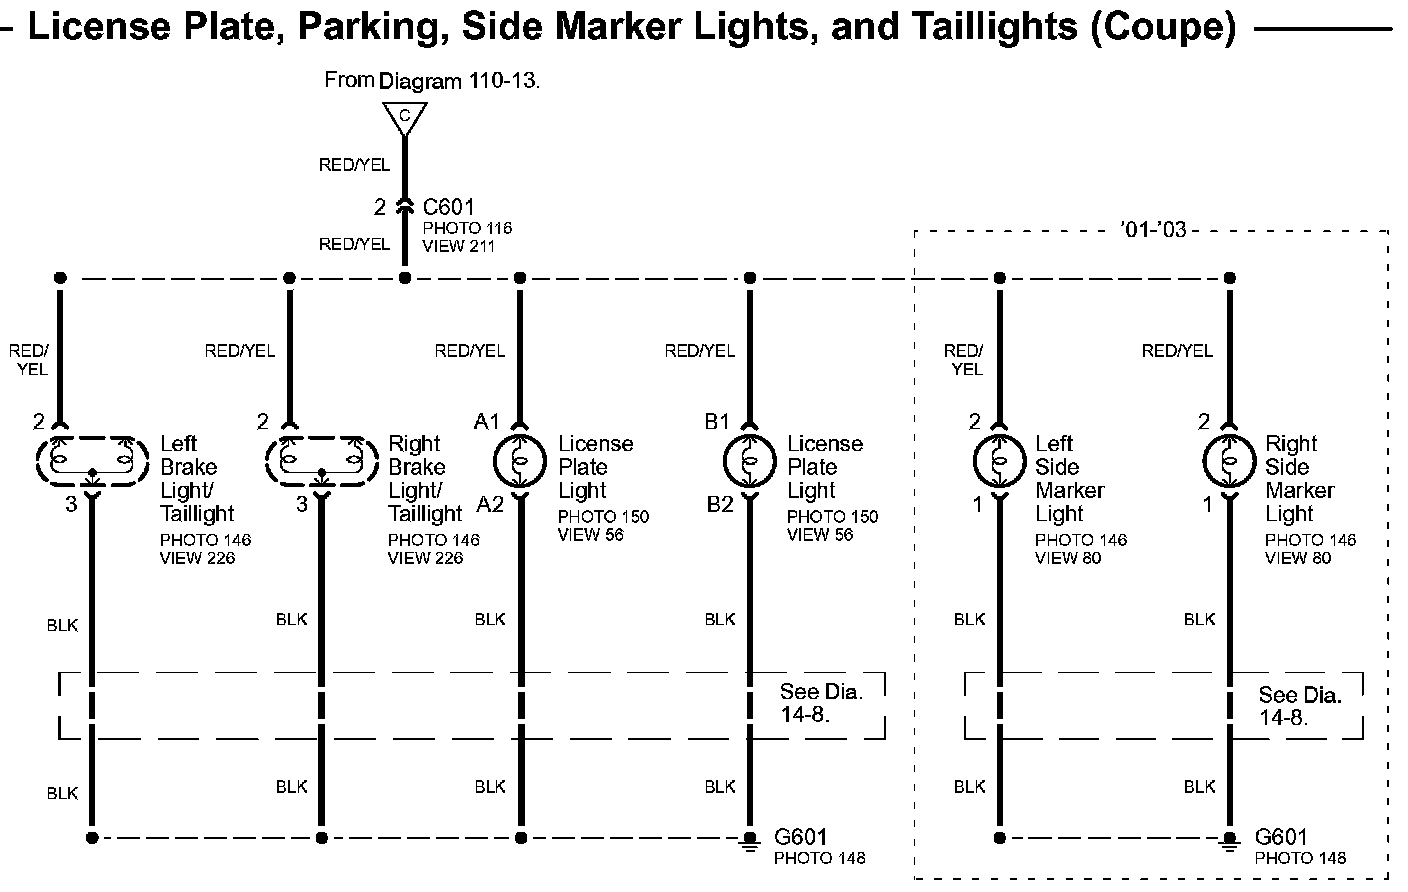 License Plate, Parking, Side Marker Lights, and Taillights (Coupe)
From Diagram 110-13.
C
RED/YEL
2
C601
PHOTO 116
VIEW 211
RED/YEL
'01-'03
RED/
YEL
RED/YEL
RED/YEL
RED/YEL
RED/
YEL
RED/YEL
2
Left
Brake
Light/
Taillight
PHOTO 146
VIEW 226
3
2
Right
Brake
Light/
Taillight
PHOTO 146
VIEW 226
3
A1
License
Plate
Light
PHOTO 150
VIEW 56
A2
B1
License
Plate
Light
PHOTO 150
VIEW 56
B2
2
Left
Side
Marker
Light
PHOTO 146
VIEW 80
1
2
Right
Side
Marker
Light
PHOTO 146
VIEW 80
1
BLK
BLK
BLK
BLK
BLK
BLK
See Dia.
14-8.
See Dia.
14-8.
BLK
BLK
BLK
BLK
BLK
BLK
G601
PHOTO 148
G601
PHOTO 148